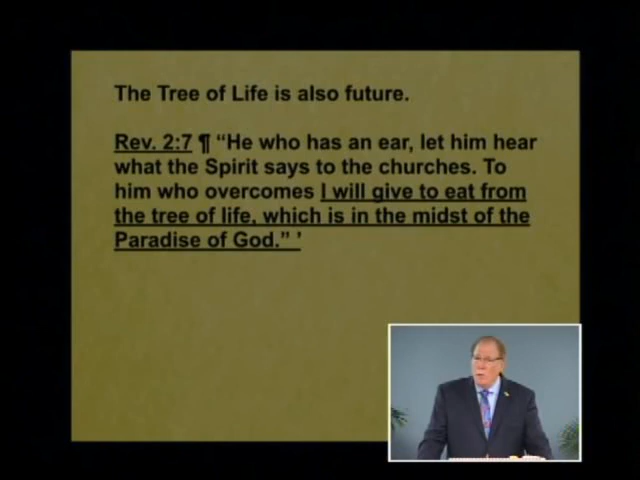 The Tree of Life is also future.
Rev. 2:7 ¶ “He who has an ear, let him hear
what the Spirit says to the churches. To
him who overcomes I will give to eat from
the tree of life, which is in the midst of the
Paradise of God.” ’